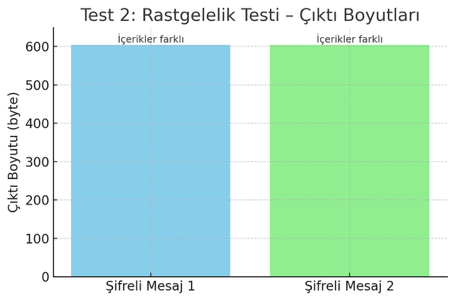 Test 2: Rastgelelik Testi – Çıktı Boyutları
İçerikler farklı İçerikler farklı
600
500
400
300
200
100
0
Çıktı Boyutu (byte)
Şifreli Mesaj 1 Şifreli Mesaj 2